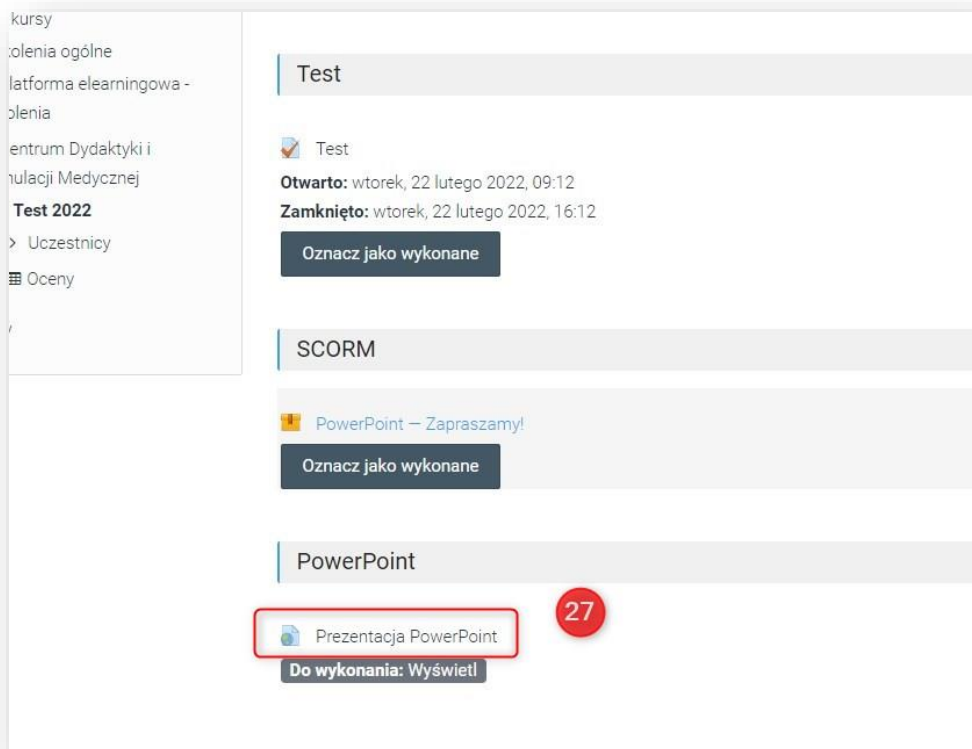 kursy
olenia ogólne
latforma elearningowa -
olenia
entrum Dydaktyki i
ulacji Medycznej
Test 2022
> Uczestnicy
Oceny
Test
Test
Otwarto: wtorek, 22 lutego 2022, 09:12
Zamknięto: wtorek, 22 lutego 2022, 16:12
Oznacz jako wykonane
SCORM
PowerPoint — Zapraszamy!
Oznacz jako wykonane
PowerPoint
27
Prezentacja PowerPoint
Do wykonania: Wyświetl